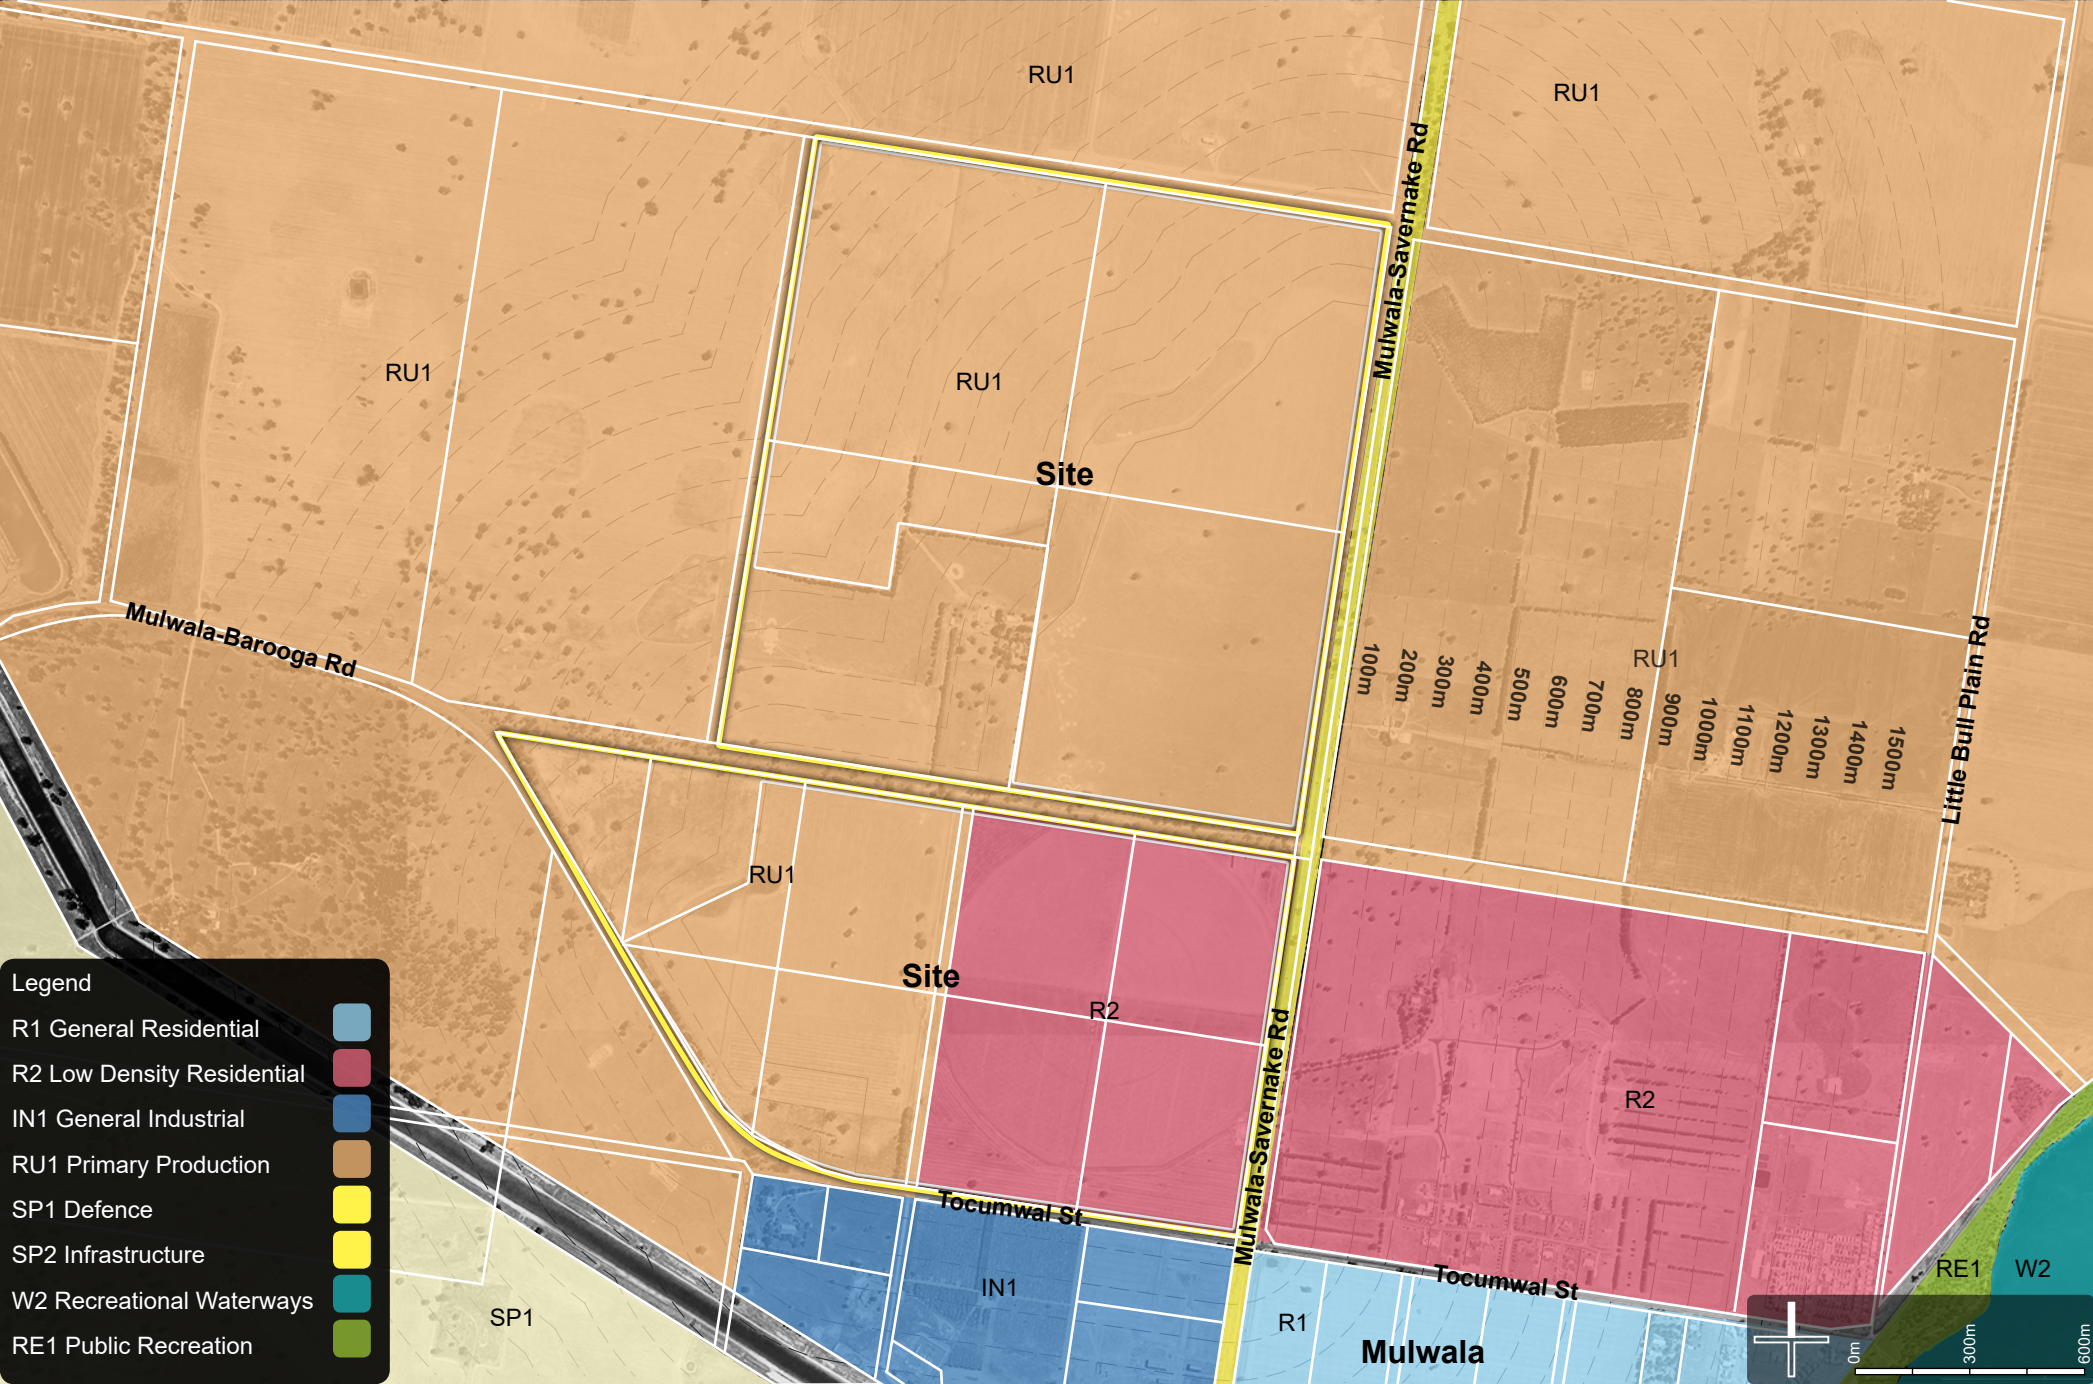 RU1
RU1
Mulwala-Savernake Rd
RU1
RU1
Site
Mulwala-Barooga Rd
RU1
100m
200m
300m
400m
500m
600m
700m
800m
900m
1000m
1100m
1200m
1300m
1400m
1500m
Little Bull Plain Rd
RU1
Site
R2
Mulwala-Savernake Rd
R2
Tocumwal St
Tocumwal St
IN1
SP1
R1
Mulwala
RE1
W2
Legend
R1 General Residential
R2 Low Density Residential
IN1 General Industrial
RU1 Primary Production
SP1 Defence
SP2 Infrastructure
W2 Recreational Waterways
RE1 Public Recreation
0m
300m
600m